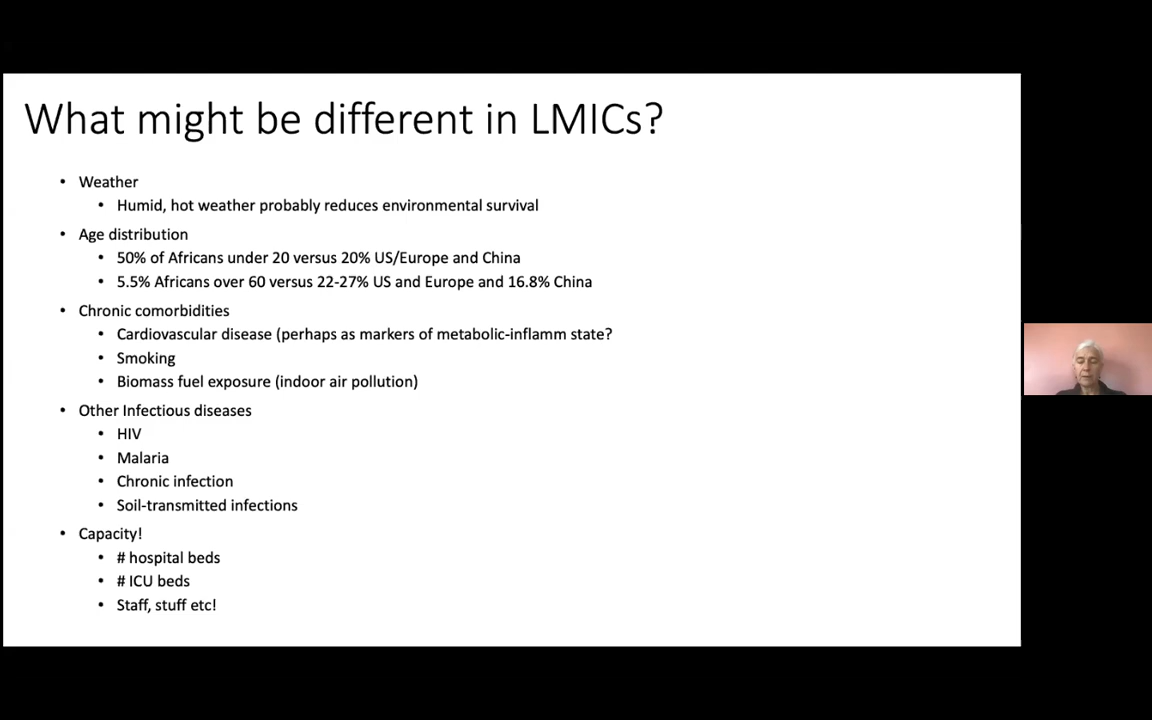 What might be different in LMICs?
• Weather
• Humid, hot weather probably reduces environmental survival
• Age distribution
• 50% of Africans under 20 versus 20% US/Europe and China
• 5.5% Africans over 60 versus 22-27% US and Europe and 16.8% China
• Chronic comorbidities
• Cardiovascular disease (perhaps as markers of metabolic-inflamm state?
• Smoking
• Biomass fuel exposure (indoor air pollution)
• Other Infectious diseases
• HIV
• Malaria
• Chronic infection
• Soil-transmitted infections
• Capacity!
• # hospital beds
• # ICU beds
• Staff, stuff etc!